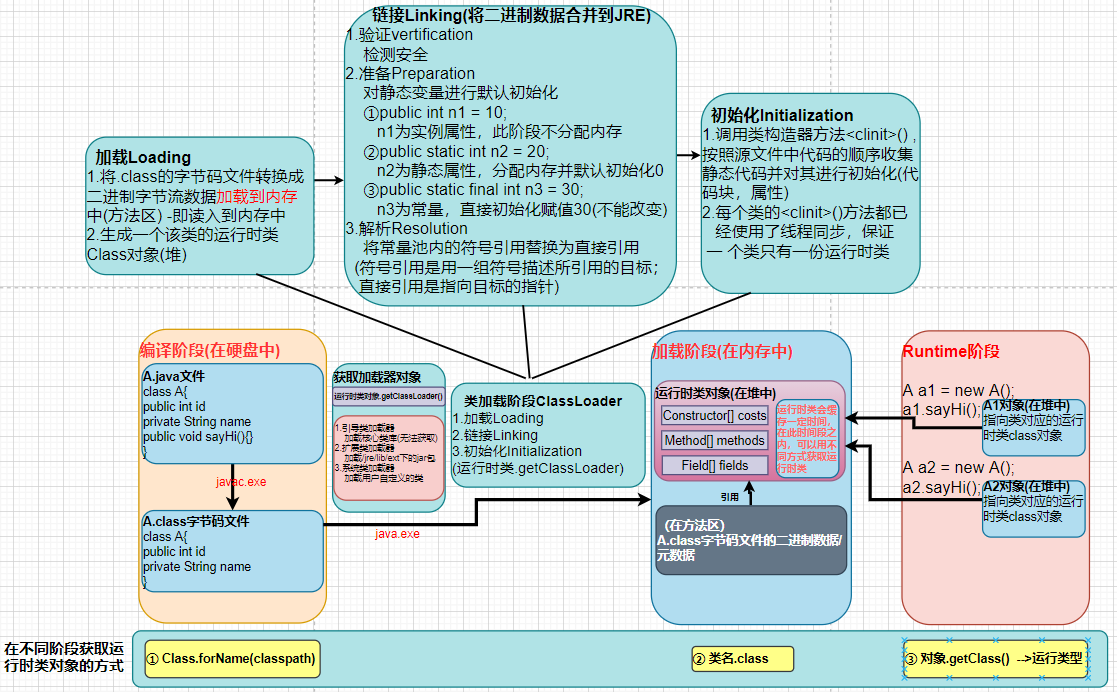 链接Linking(将二进制数据合并到JRE)
1.验证vertification
检测安全
2.准备Preparation
对静态变量进行默认初始化
①public int n1 = 10;
n1为实例属性，此阶段不分配内存
②public static int n2 = 20;
n2为静态属性，分配内存并默认初始化0
③public static final int n3 = 30;
n3为常量，直接初始化赋值30(不能改变)
3.解析Resolution
将常量池内的符号引用替换为直接引用
(符号引用是用一组符号描述所引用的目标；
直接引用是指向目标的指针)
加载Loading
1.将.class的字节码文件转换成
二进制字节流数据加载到内存
中(方法区) -即读入到内存中
2.生成一个该类的运行时类
Class对象(堆)
初始化Initialization
1.调用类构造器方法<clinit>() ,
按照源文件中代码的顺序收集
静态代码并对其进行初始化(代
码块，属性)
2.每个类的<clinit>()方法都已
经使用了线程同步，保证
一 个类只有一份运行时类
编译阶段(在硬盘中)
A.java文件
class A{
public int id
private String name
public void sayHi(){}
}
javac.exe
A.class字节码文件
class A{
public int id
private String name
}
获取加载器对象
运行时类对象.getClassLoader()
1.引导类加载器
加载核心类库(无法获取)
2.扩展类加载器
加载/jre/lib/ext下的jar包
3.系统类加载器
加载用户自定义的类
类加载阶段ClassLoader
1.加载Loading
2.链接Linking
3.初始化Initialization
(运行时类.getClassLoader)
java.exe
加载阶段(在内存中)
运行时类对象(在堆中)
Constructor[] costs
Method[] methods
Field[] fields
运行时类会缓
存一定时间，
在此时间段之
内，可以用不
同方式获取运
行时类
引用
（在方法区）
A.class字节码文件的二进制数据/
元数据
Runtime阶段
A a1 = new A();
a1.sayHi();
A1对象(在堆中)
指向类对应的运行
时类class对象
A a2 = new A();
a2.sayHi();
A2对象(在堆中)
指向类对应的运行
时类class对象
在不同阶段获取运
行时类对象的方式
① Class.forName(classpath)
② 类名.class
③ 对象.getClass() -->运行类型